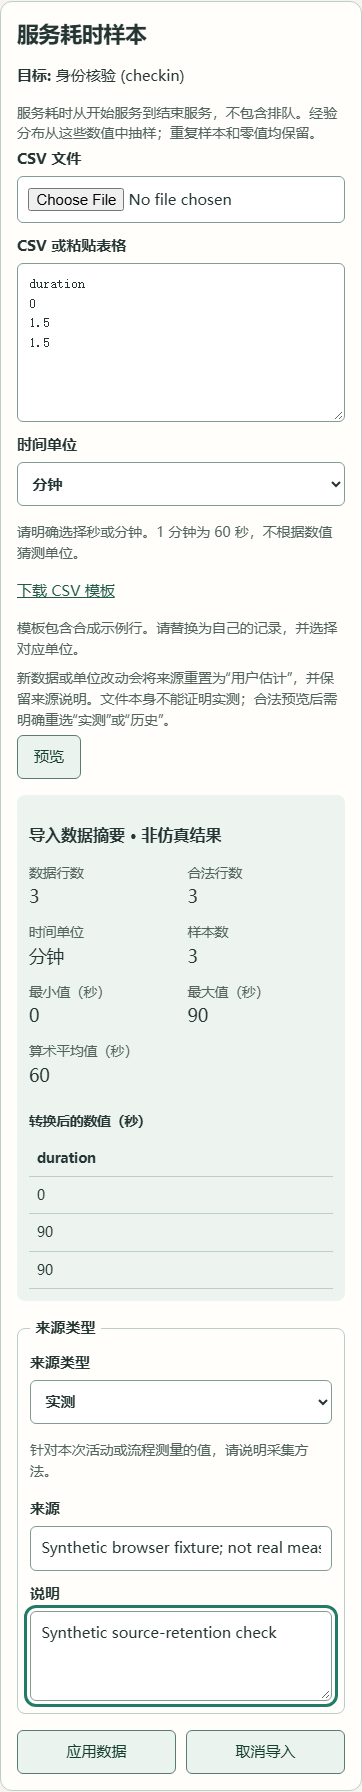 服务耗时样本
目标: 身份核验 (checkin)
服务耗时从开始服务到结束服务，不包含排队。经验
分布从这些数值中抽样；重复样本和零值均保留。
CSV 文件
Choose File No file chosen
CSV 或粘贴表格
duration
0
1.5
1.5
时间单位
分钟
请明确选择秒或分钟。1 分钟为 60 秒，不根据数值
猜测单位。
下载 CSV 模板
模板包含合成示例行。请替换为自己的记录，并选择
对应单位。
新数据或单位改动会将来源重置为“用户估计”，并保
留来源说明。文件本身不能证明实测；合法预览后需
明确重选“实测”或“历史”。
预览
导入数据摘要 • 非仿真结果
数据行数 合法行数
3 3
时间单位 样本数
分钟 3
最小值（秒） 最大值（秒）
0 90
算术平均值（秒）
60
转换后的数值（秒）
duration
0
90
90
来源类型
来源类型
实测
针对本次活动或流程测量的值，请说明采集方
法。
来源
Synthetic browser fixture; not real meas
说明
Synthetic source-retention check
应用数据 取消导入